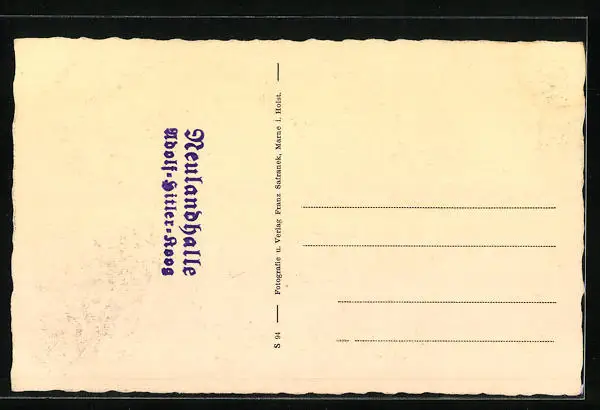 Neulandhalle
Adolf-Hitler-Koog
S 94 — Fotografie u. Verlag Franz Safranek, Marne i. Holst. —